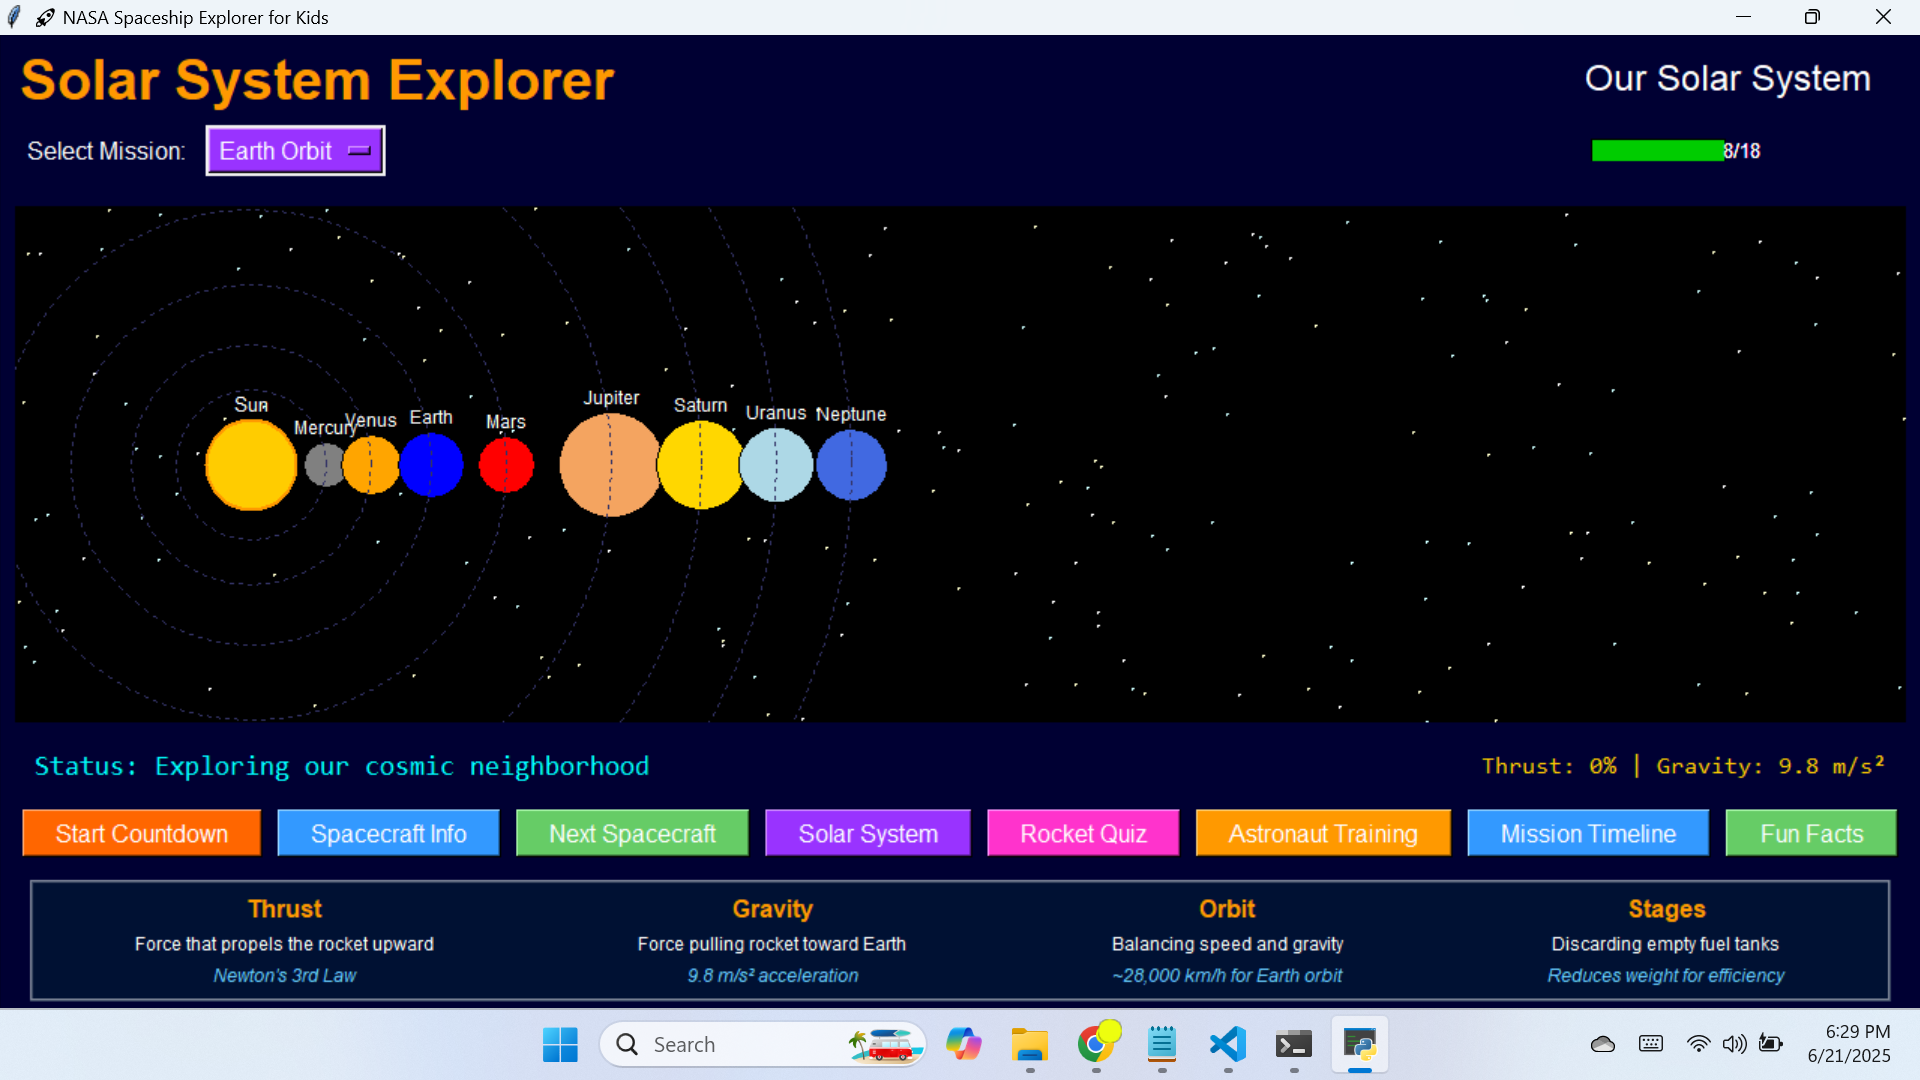 NASA Spaceship Explorer for Kids
Solar System Explorer
Our Solar System
Select Mission: Earth Orbit
8/18
Sun
Mercury
Venus
Earth
Mars
Jupiter
Saturn
Uranus
Neptune
Status: Exploring our cosmic neighborhood
Thrust: 0% | Gravity: 9.8 m/s²
Start Countdown
Spacecraft Info
Next Spacecraft
Solar System
Rocket Quiz
Astronaut Training
Mission Timeline
Fun Facts
Thrust
Force that propels the rocket upward
Newton's 3rd Law
Gravity
Force pulling rocket toward Earth
9.8 m/s² acceleration
Orbit
Balancing speed and gravity
~28,000 km/h for Earth orbit
Stages
Discarding empty fuel tanks
Reduces weight for efficiency
Search
6:29 PM
6/21/2025